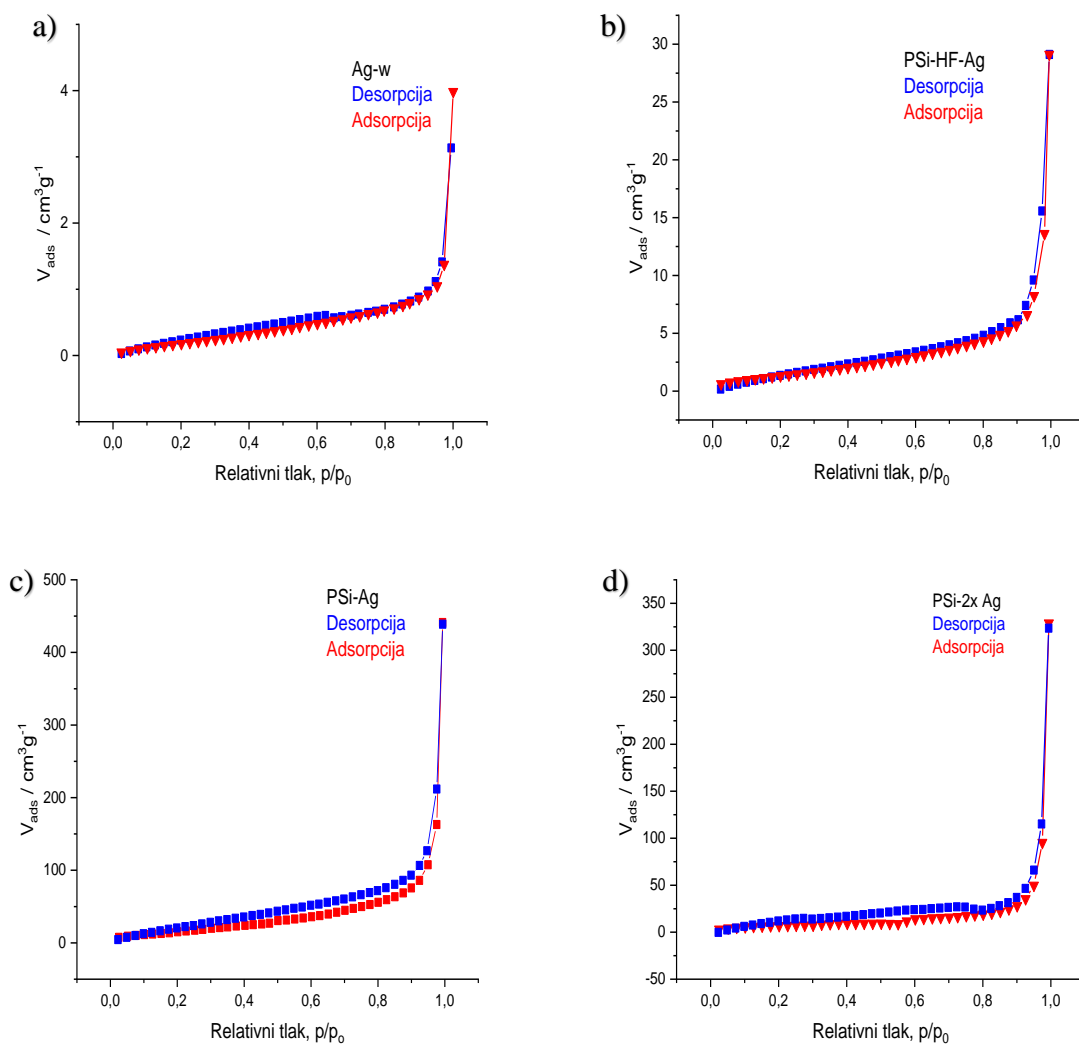 a)
Ag-w
Desorpcija
Adsorpcija
4
2
0
V_ads / cm³g⁻¹
0,0 0,2 0,4 0,6 0,8 1,0
Relativni tlak, p/p₀
b)
PSi-HF-Ag
Desorpcija
Adsorpcija
30
25
20
15
10
5
0
V_ads / cm³g⁻¹
0,0 0,2 0,4 0,6 0,8 1,0
Relativni tlak, p/p₀
c)
PSi-Ag
Desorpcija
Adsorpcija
500
400
300
200
100
0
V_ads / cm³g⁻¹
0,0 0,2 0,4 0,6 0,8 1,0
Relativni tlak, p/pₒ
d)
PSi-2x Ag
Desorpcija
Adsorpcija
350
300
250
200
150
100
50
0
-50
V_ads / cm³g⁻¹
0,0 0,2 0,4 0,6 0,8 1,0
Relativni tlak, p/p₀